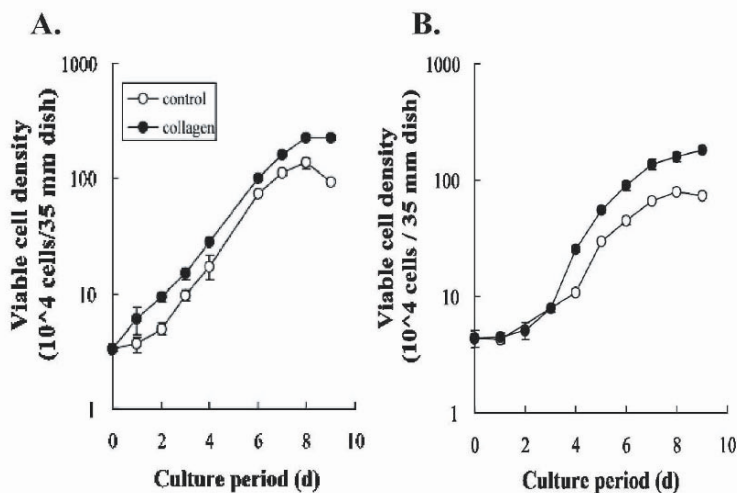 A.
1000
100
10
1
0
2
4
6
8
10
Viable cell density
(10^4 cells/35 mm dish)
Culture period (d)
control
collagen
B.
1000
100
10
1
0
2
4
6
8
10
Viable cell density
(10^4 cells / 35 mm dish)
Culture period (d)